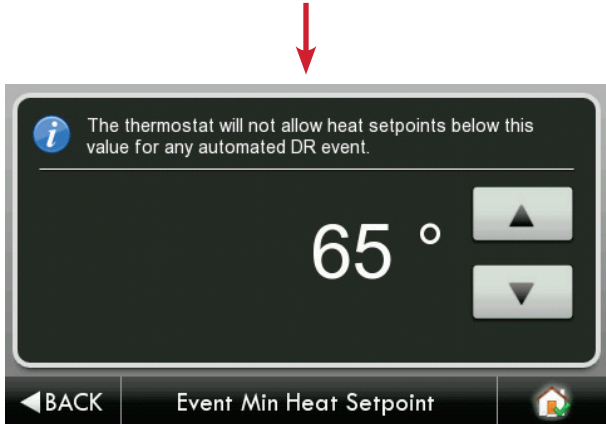 The thermostat will not allow heat setpoints below this
value for any automated DR event.
65 °
BACK
Event Min Heat Setpoint